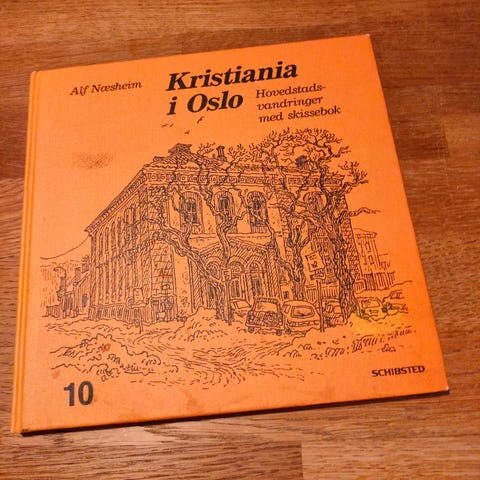 Alf Næsheim
Kristiania
i Oslo
Hovedstads-
vandringer
med skissebok
10
SCHIBSTED